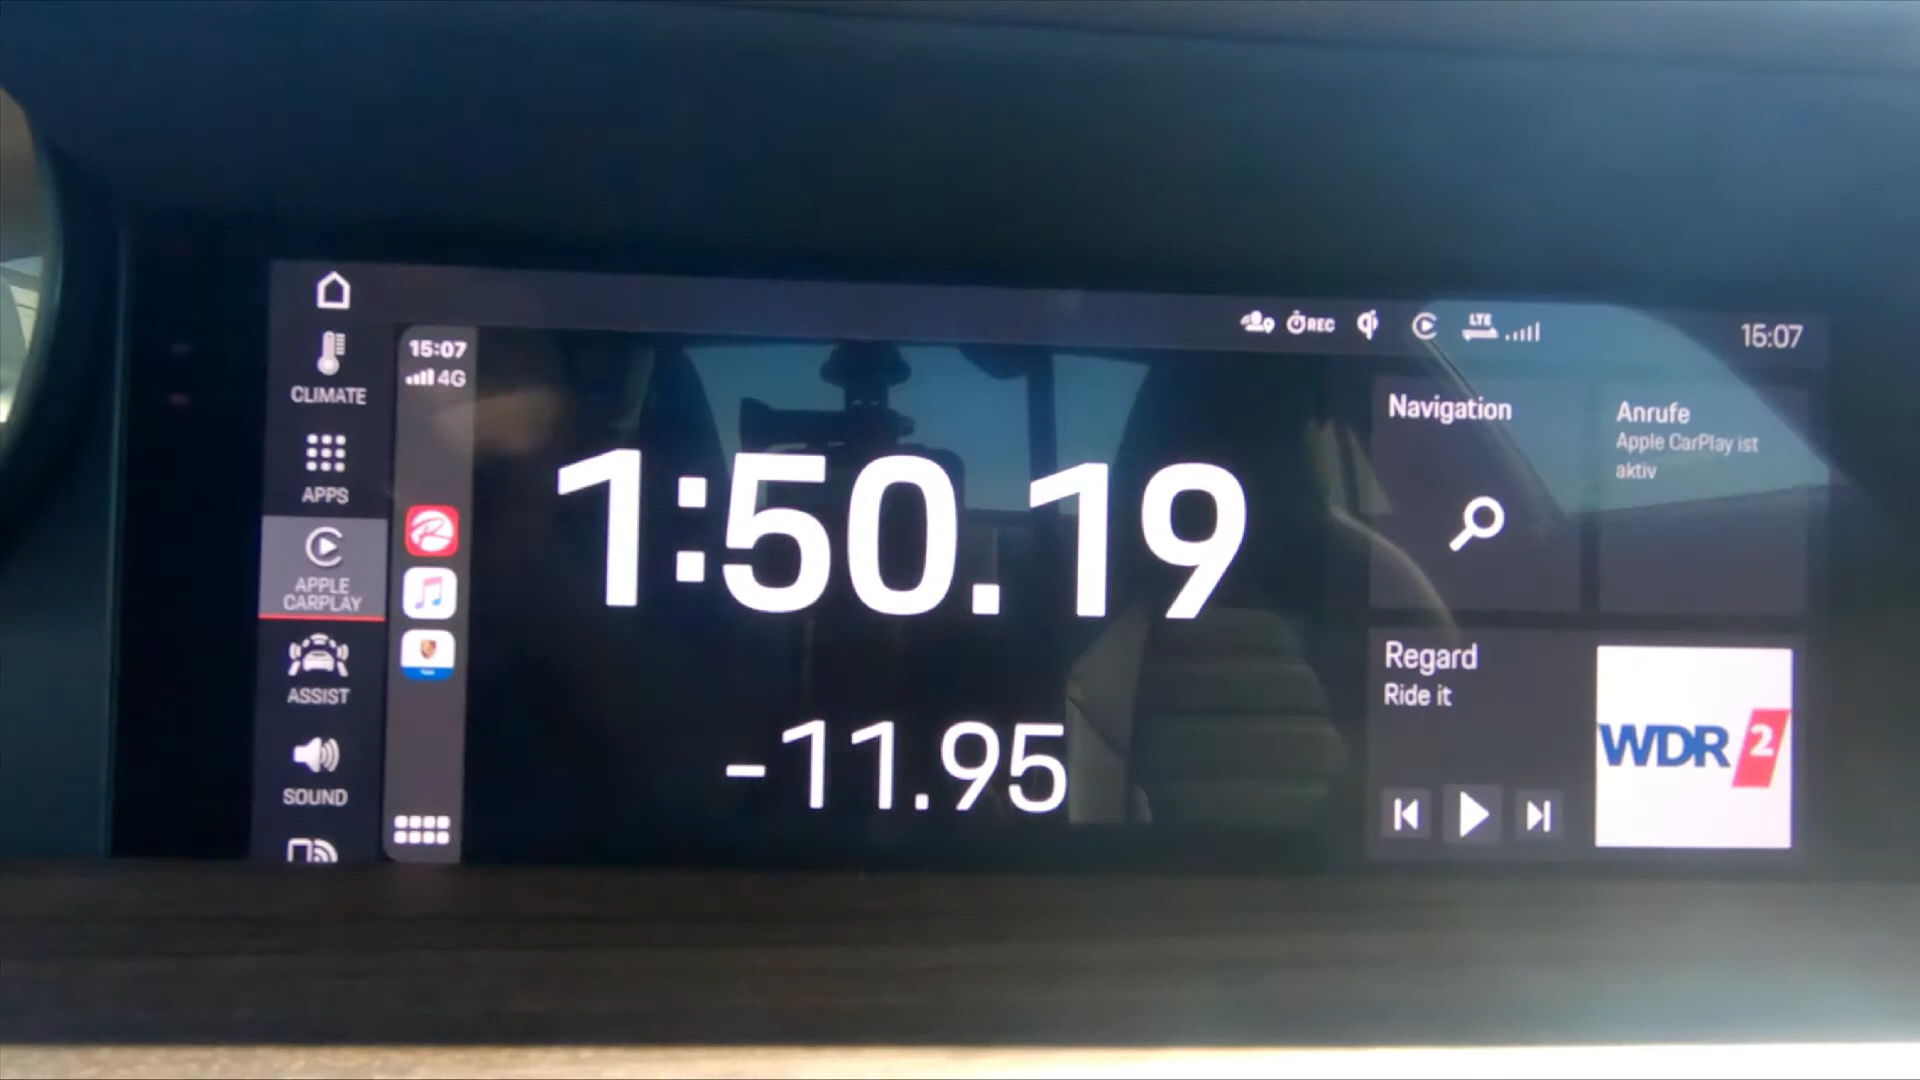 REC
LTE
15:07
CLIMATE
APPS
APPLE
CARPLAY
ASSIST
SOUND
15:07
4G
1:50.19
-11.95
Navigation
Anrufe
Apple CarPlay ist
aktiv
Regard
Ride it
WDR 2